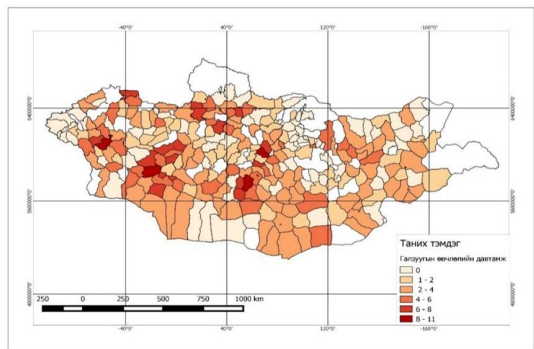 -40°0' 40°0' -120°0' -160°0'
6400000°0' 6400000°0'
5600000°0' 5600000°0'
4800000°0' 4800000°0'
Таних тэмдэг
Галзуугын өвчлөлийн давтамж
0
1 - 2
2 - 4
4 - 6
6 - 8
8 - 11
250 0 250 500 750 1000 km
-40°0' 40°0' 120°0' -160°0'